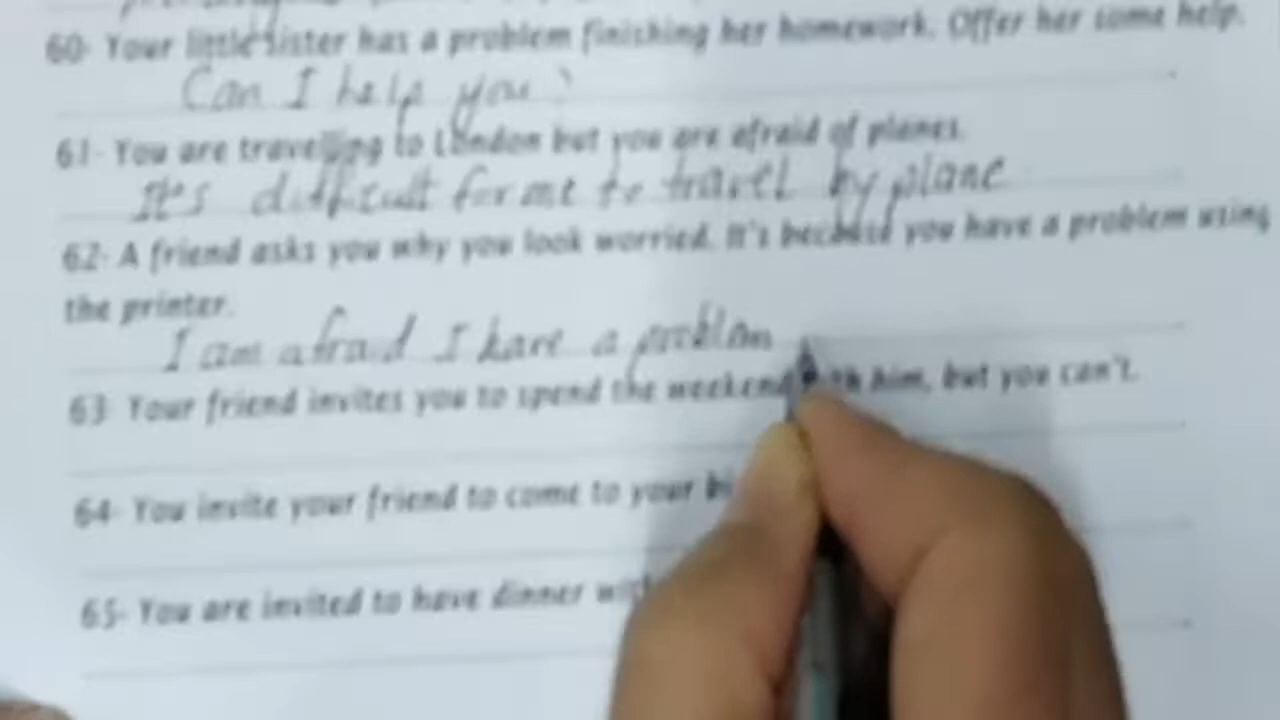 60- Your little sister has a problem finishing her homework. Offer her some help.
Can I help you?
61- You are travelling to London but you are afraid of planes.
It's difficult for me to travel by plane
62- A friend asks you why you look worried. It's because you have a problem using
the printer.
I am afraid I have a problem
63- Your friend invites you to spend the weekend with him, but you can't.
64- You invite your friend to come to your
65- You are invited to have dinner